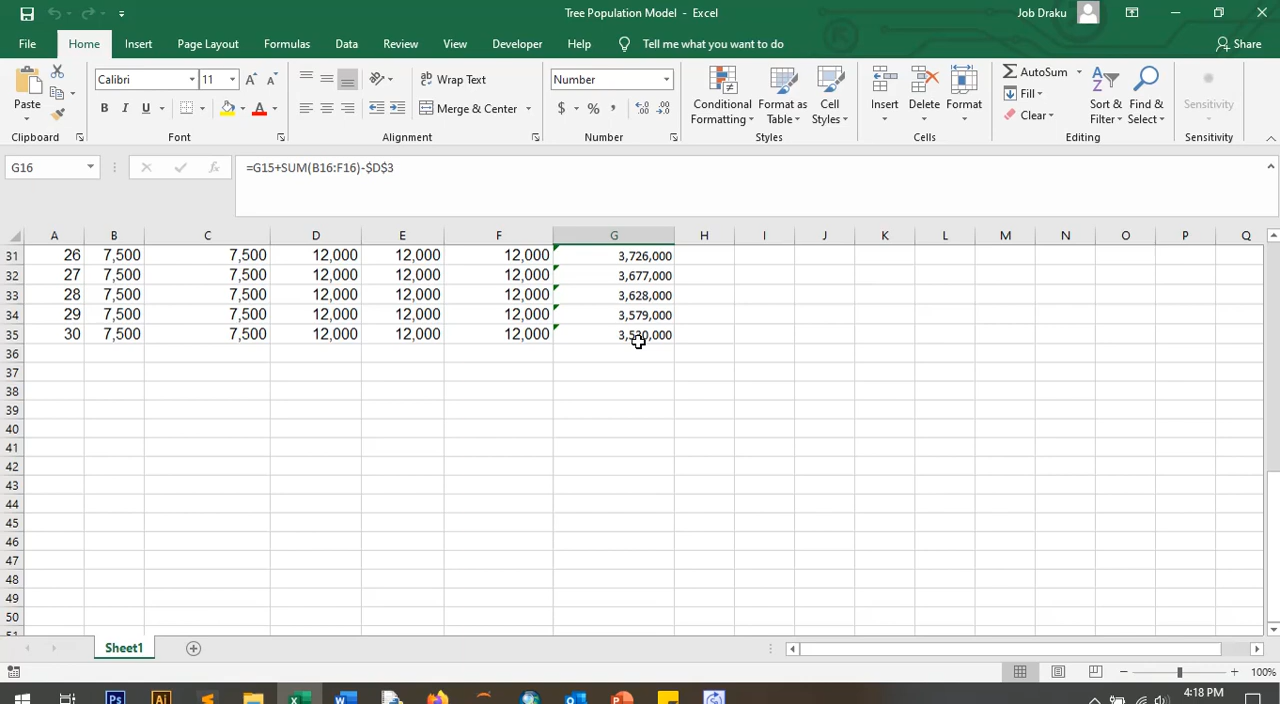 Tree Population Model - Excel
Job Draku
File Home Insert Page Layout Formulas Data Review View Developer Help Tell me what you want to do Share
Calibri 11 Wrap Text Number AutoSum
Paste Merge & Center $ % , Conditional Formatting Format as Table Cell Styles Insert Delete Format Fill Clear Sort & Filter Find & Select Sensitivity
Clipboard Font Alignment Number Styles Cells Editing Sensitivity
G16 =G15+SUM(B16:F16)-$D$3
A B C D E F G H I J K L M N O P Q
31 26 7,500 7,500 12,000 12,000 12,000 3,726,000
32 27 7,500 7,500 12,000 12,000 12,000 3,677,000
33 28 7,500 7,500 12,000 12,000 12,000 3,628,000
34 29 7,500 7,500 12,000 12,000 12,000 3,579,000
35 30 7,500 7,500 12,000 12,000 12,000 3,530,000
36
37
38
39
40
41
42
43
44
45
46
47
48
49
50
Sheet1
100%
4:18 PM